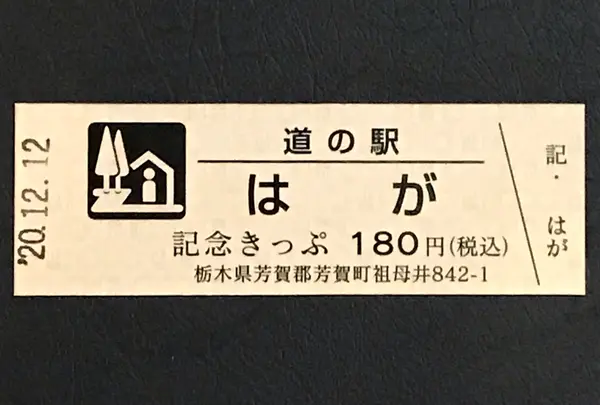 '20.12.12
道の駅
はが
記念きっぷ 180円(税込)
栃木県芳賀郡芳賀町祖母井842-1
記・はが